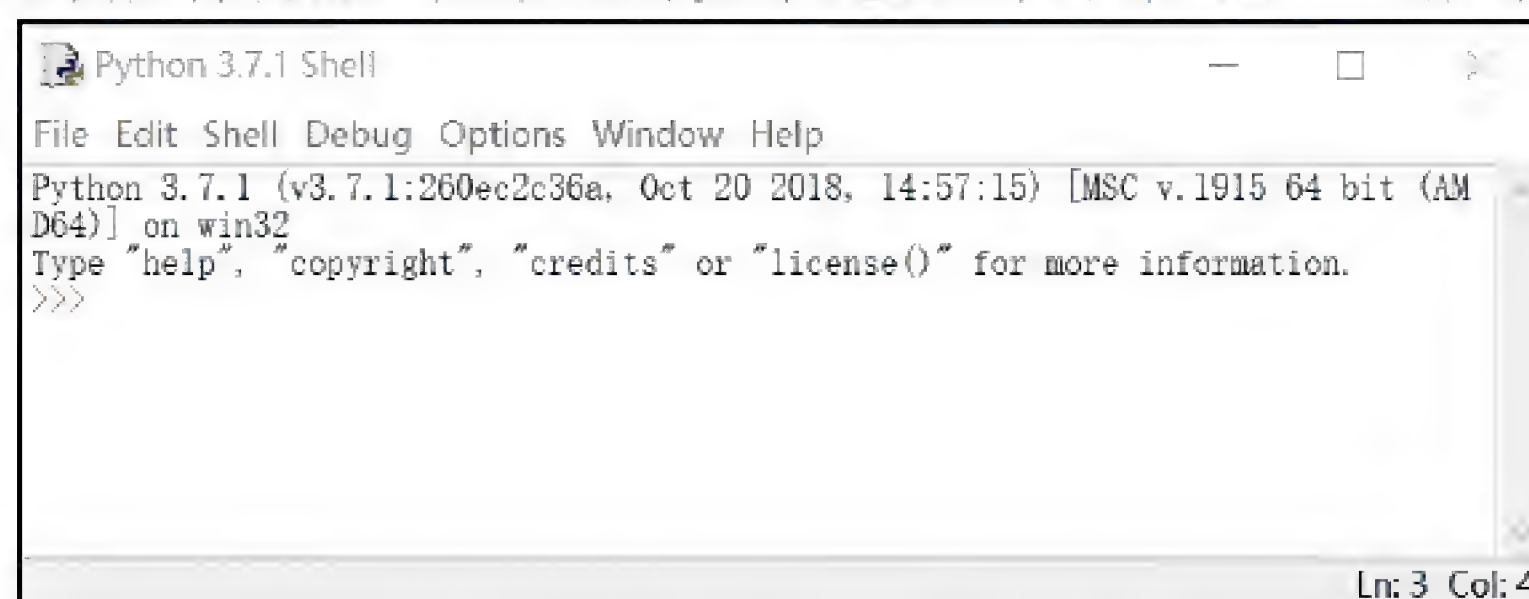 Python 3.7.1 Shell
File Edit Shell Debug Options Window Help
Python 3.7.1 (v3.7.1:260ec2c36a, Oct 20 2018, 14:57:15) [MSC v.1915 64 bit (AM
D64)] on win32
Type "help", "copyright", "credits" or "license()" for more information.
>>>
Ln: 3 Col: 4